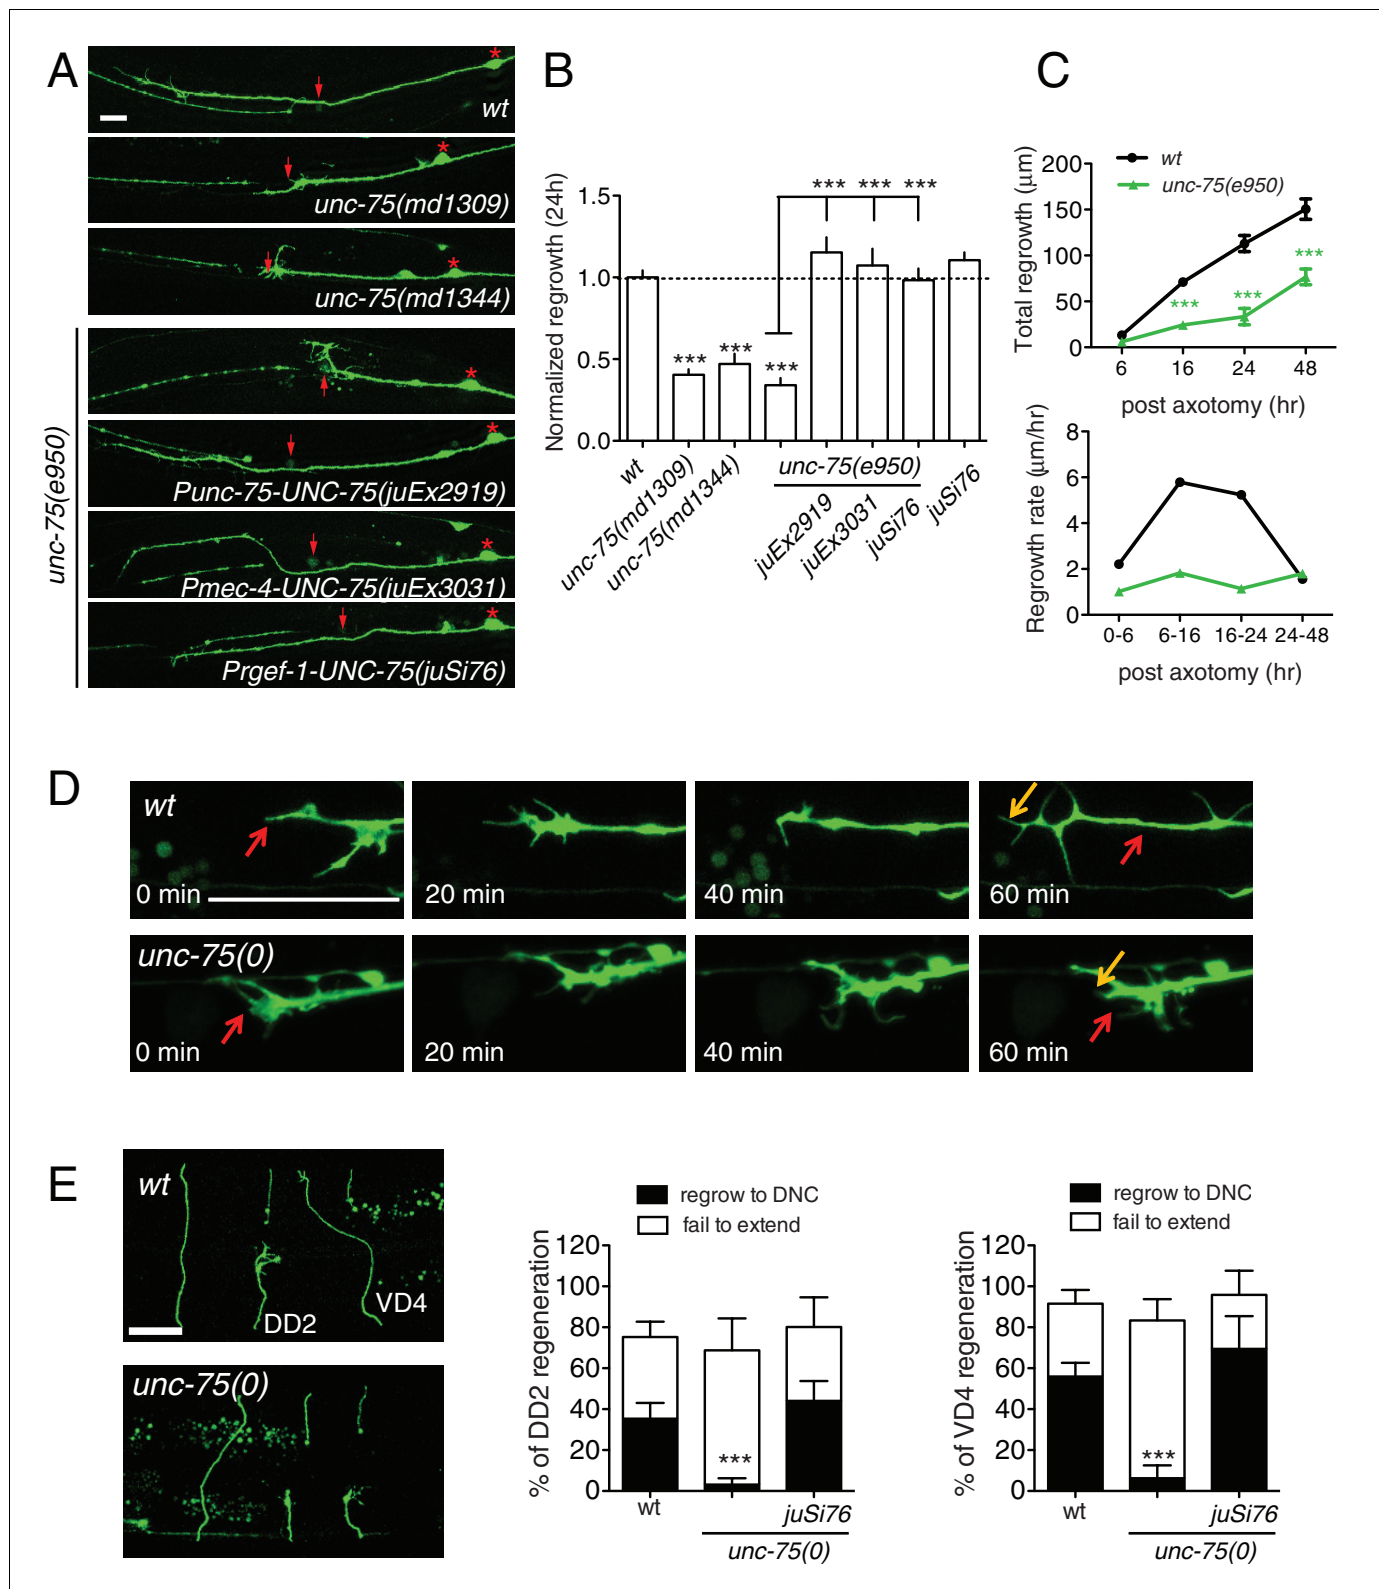 A
wt
unc-75(md1309)
unc-75(md1344)
unc-75(e950)
Punc-75-UNC-75(juEx2919)
Pmec-4-UNC-75(juEx3031)
Prgef-1-UNC-75(juSi76)
B
Normalized regrowth (24h)
1.5
1.0
0.5
0.0
*** *** ***
*** *** ***
wt
unc-75(md1309)
unc-75(md1344)
unc-75(e950)
juEx2919
juEx3031
juSi76
juSi76
C
wt
unc-75(e950)
Total regrowth (μm)
200
150
100
50
0
*** *** ***
6 16 24 48
post axotomy (hr)
Regrowth rate (μm/hr)
8
6
4
2
0
0-6 6-16 16-24 24-48
post axotomy (hr)
D
wt
0 min
20 min
40 min
60 min
unc-75(0)
0 min
20 min
40 min
60 min
E
wt
DD2
VD4
unc-75(0)
regrow to DNC
fail to extend
% of DD2 regeneration
120
100
80
60
40
20
0
***
wt
juSi76
unc-75(0)
regrow to DNC
fail to extend
% of VD4 regeneration
120
100
80
60
40
20
0
***
wt
juSi76
unc-75(0)